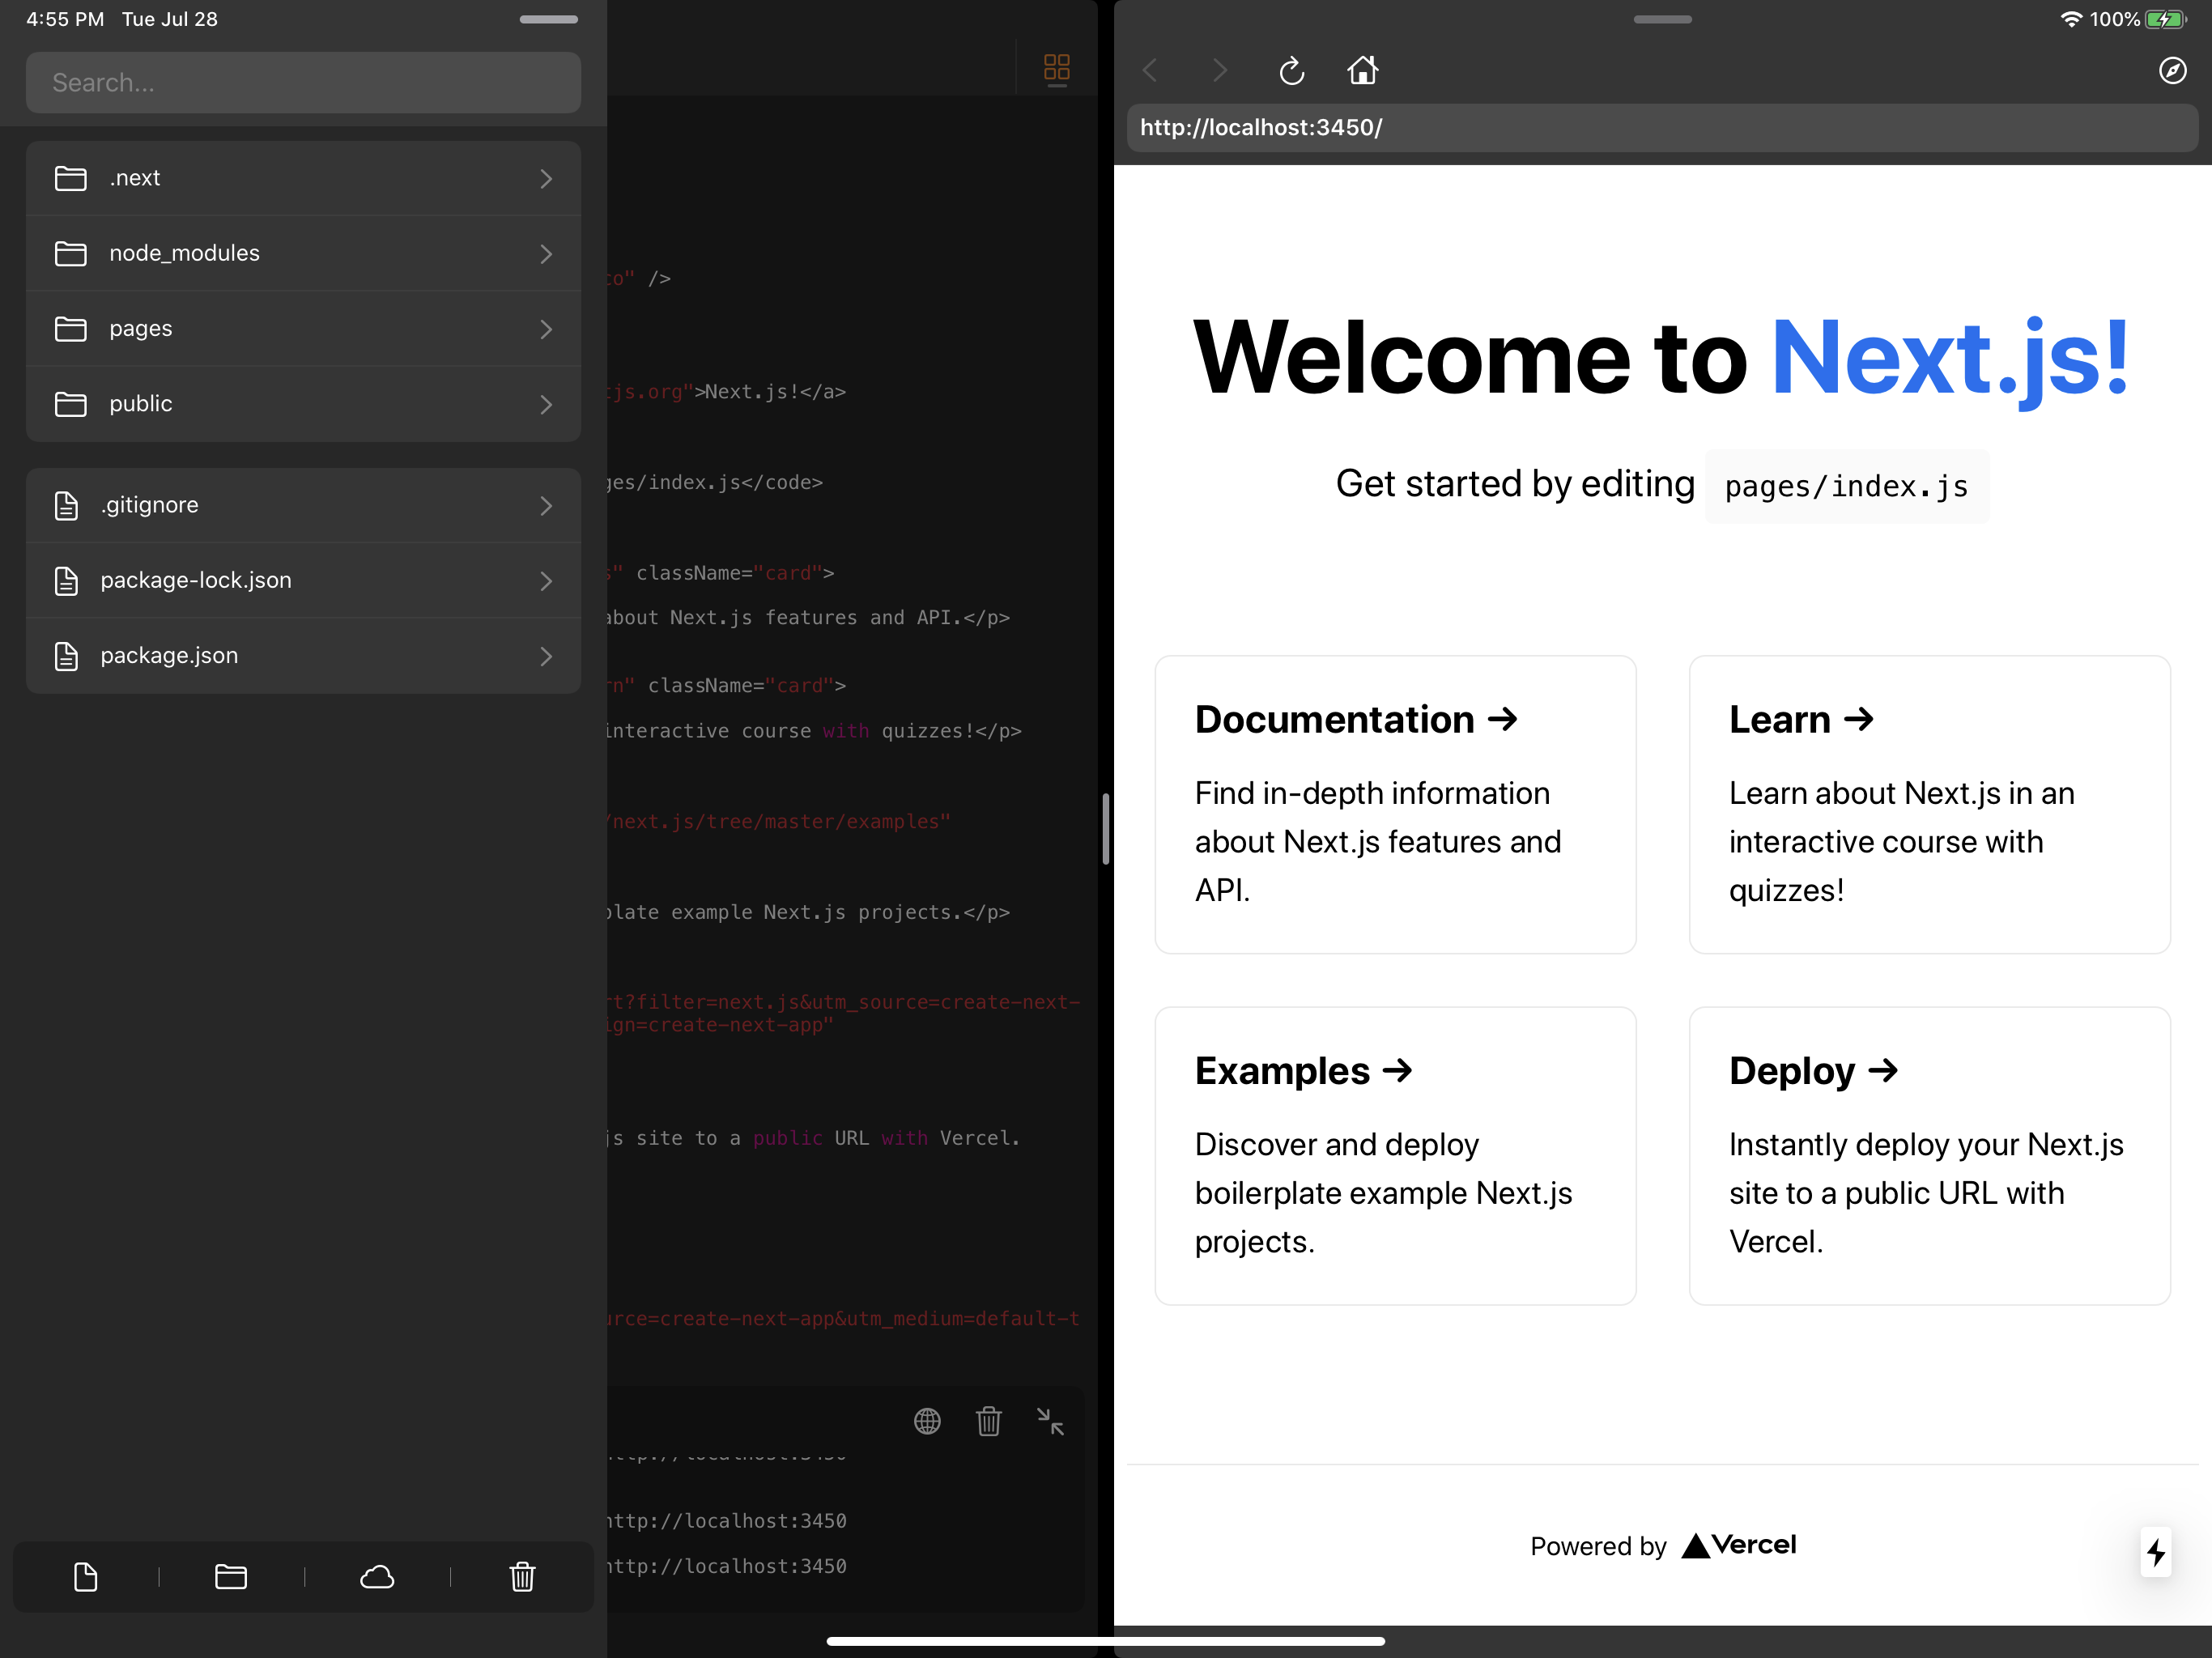 4:55 PM Tue Jul 28
Search...
.next
node_modules
pages
public
.gitignore
package-lock.json
package.json
" />
js.org">Next.js!</a>
ges/index.js</code>
" className="card">
about Next.js features and API.</p>
" className="card">
interactive course with quizzes!</p>
/next.js/tree/master/examples"
plate example Next.js projects.</p>
rt?filter=next.js&utm_source=create-next-
ign=create-next-app"
js site to a public URL with Vercel.
urce=create-next-app&utm_medium=default-t
http://localhost:3450
http://localhost:3450
100%
http://localhost:3450/
Welcome to Next.js!
Get started by editing pages/index.js
Documentation →
Find in-depth information
about Next.js features and
API.
Learn →
Learn about Next.js in an
interactive course with
quizzes!
Examples →
Discover and deploy
boilerplate example Next.js
projects.
Deploy →
Instantly deploy your Next.js
site to a public URL with
Vercel.
Powered by Vercel